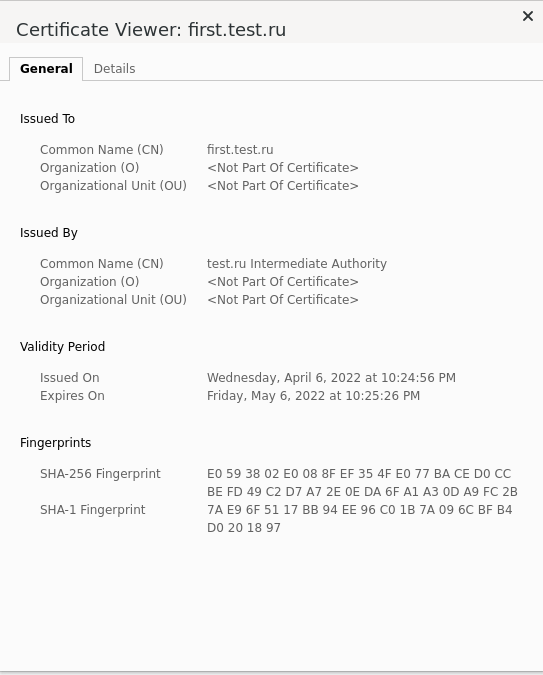 Certificate Viewer: first.test.ru
General Details
Issued To
Common Name (CN) first.test.ru
Organization (O) <Not Part Of Certificate>
Organizational Unit (OU) <Not Part Of Certificate>
Issued By
Common Name (CN) test.ru Intermediate Authority
Organization (O) <Not Part Of Certificate>
Organizational Unit (OU) <Not Part Of Certificate>
Validity Period
Issued On Wednesday, April 6, 2022 at 10:24:56 PM
Expires On Friday, May 6, 2022 at 10:25:26 PM
Fingerprints
SHA-256 Fingerprint E0 59 38 02 E0 08 8F EF 35 4F E0 77 BA CE D0 CC
BE FD 49 C2 D7 A7 2E 0E DA 6F A1 A3 0D A9 FC 2B
SHA-1 Fingerprint 7A E9 6F 51 17 BB 94 EE 96 C0 1B 7A 09 6C BF B4
D0 20 18 97